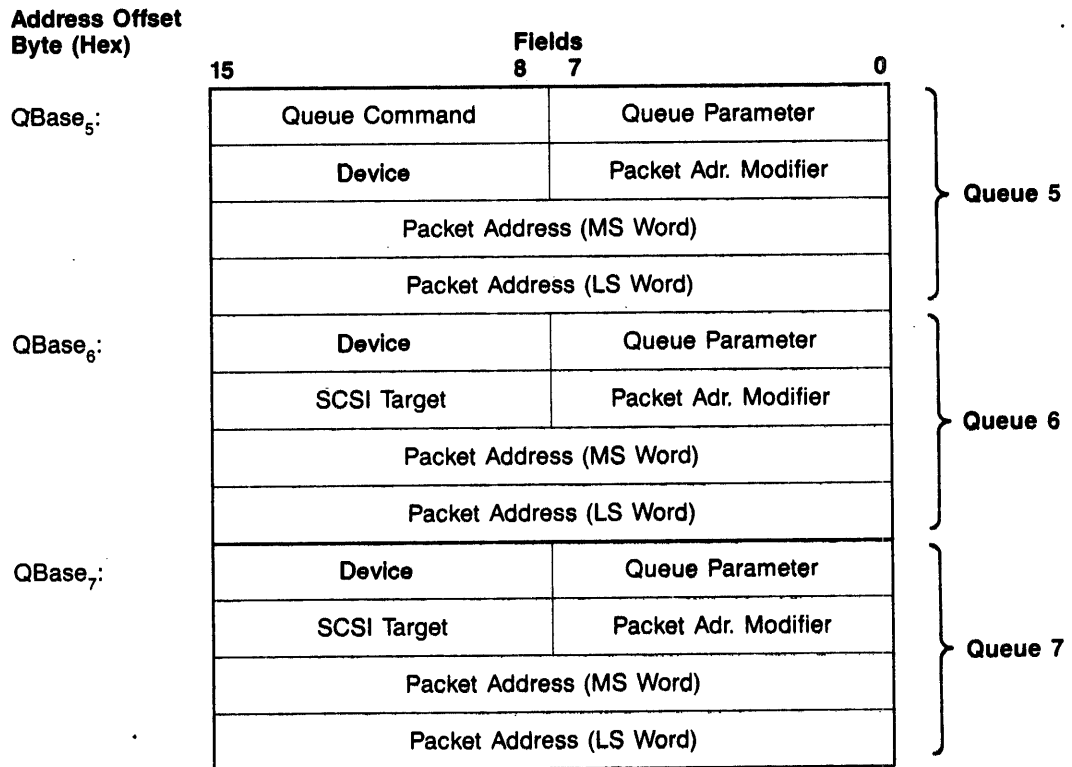 Address Offset
Byte (Hex)
Fields
15 8 7 0
QBase5: Queue Command Queue Parameter
Device Packet Adr. Modifier
Queue 5
Packet Address (MS Word)
Packet Address (LS Word)
QBase6: Device Queue Parameter
SCSI Target Packet Adr. Modifier
Queue 6
Packet Address (MS Word)
Packet Address (LS Word)
QBase7: Device Queue Parameter
SCSI Target Packet Adr. Modifier
Queue 7
Packet Address (MS Word)
Packet Address (LS Word)